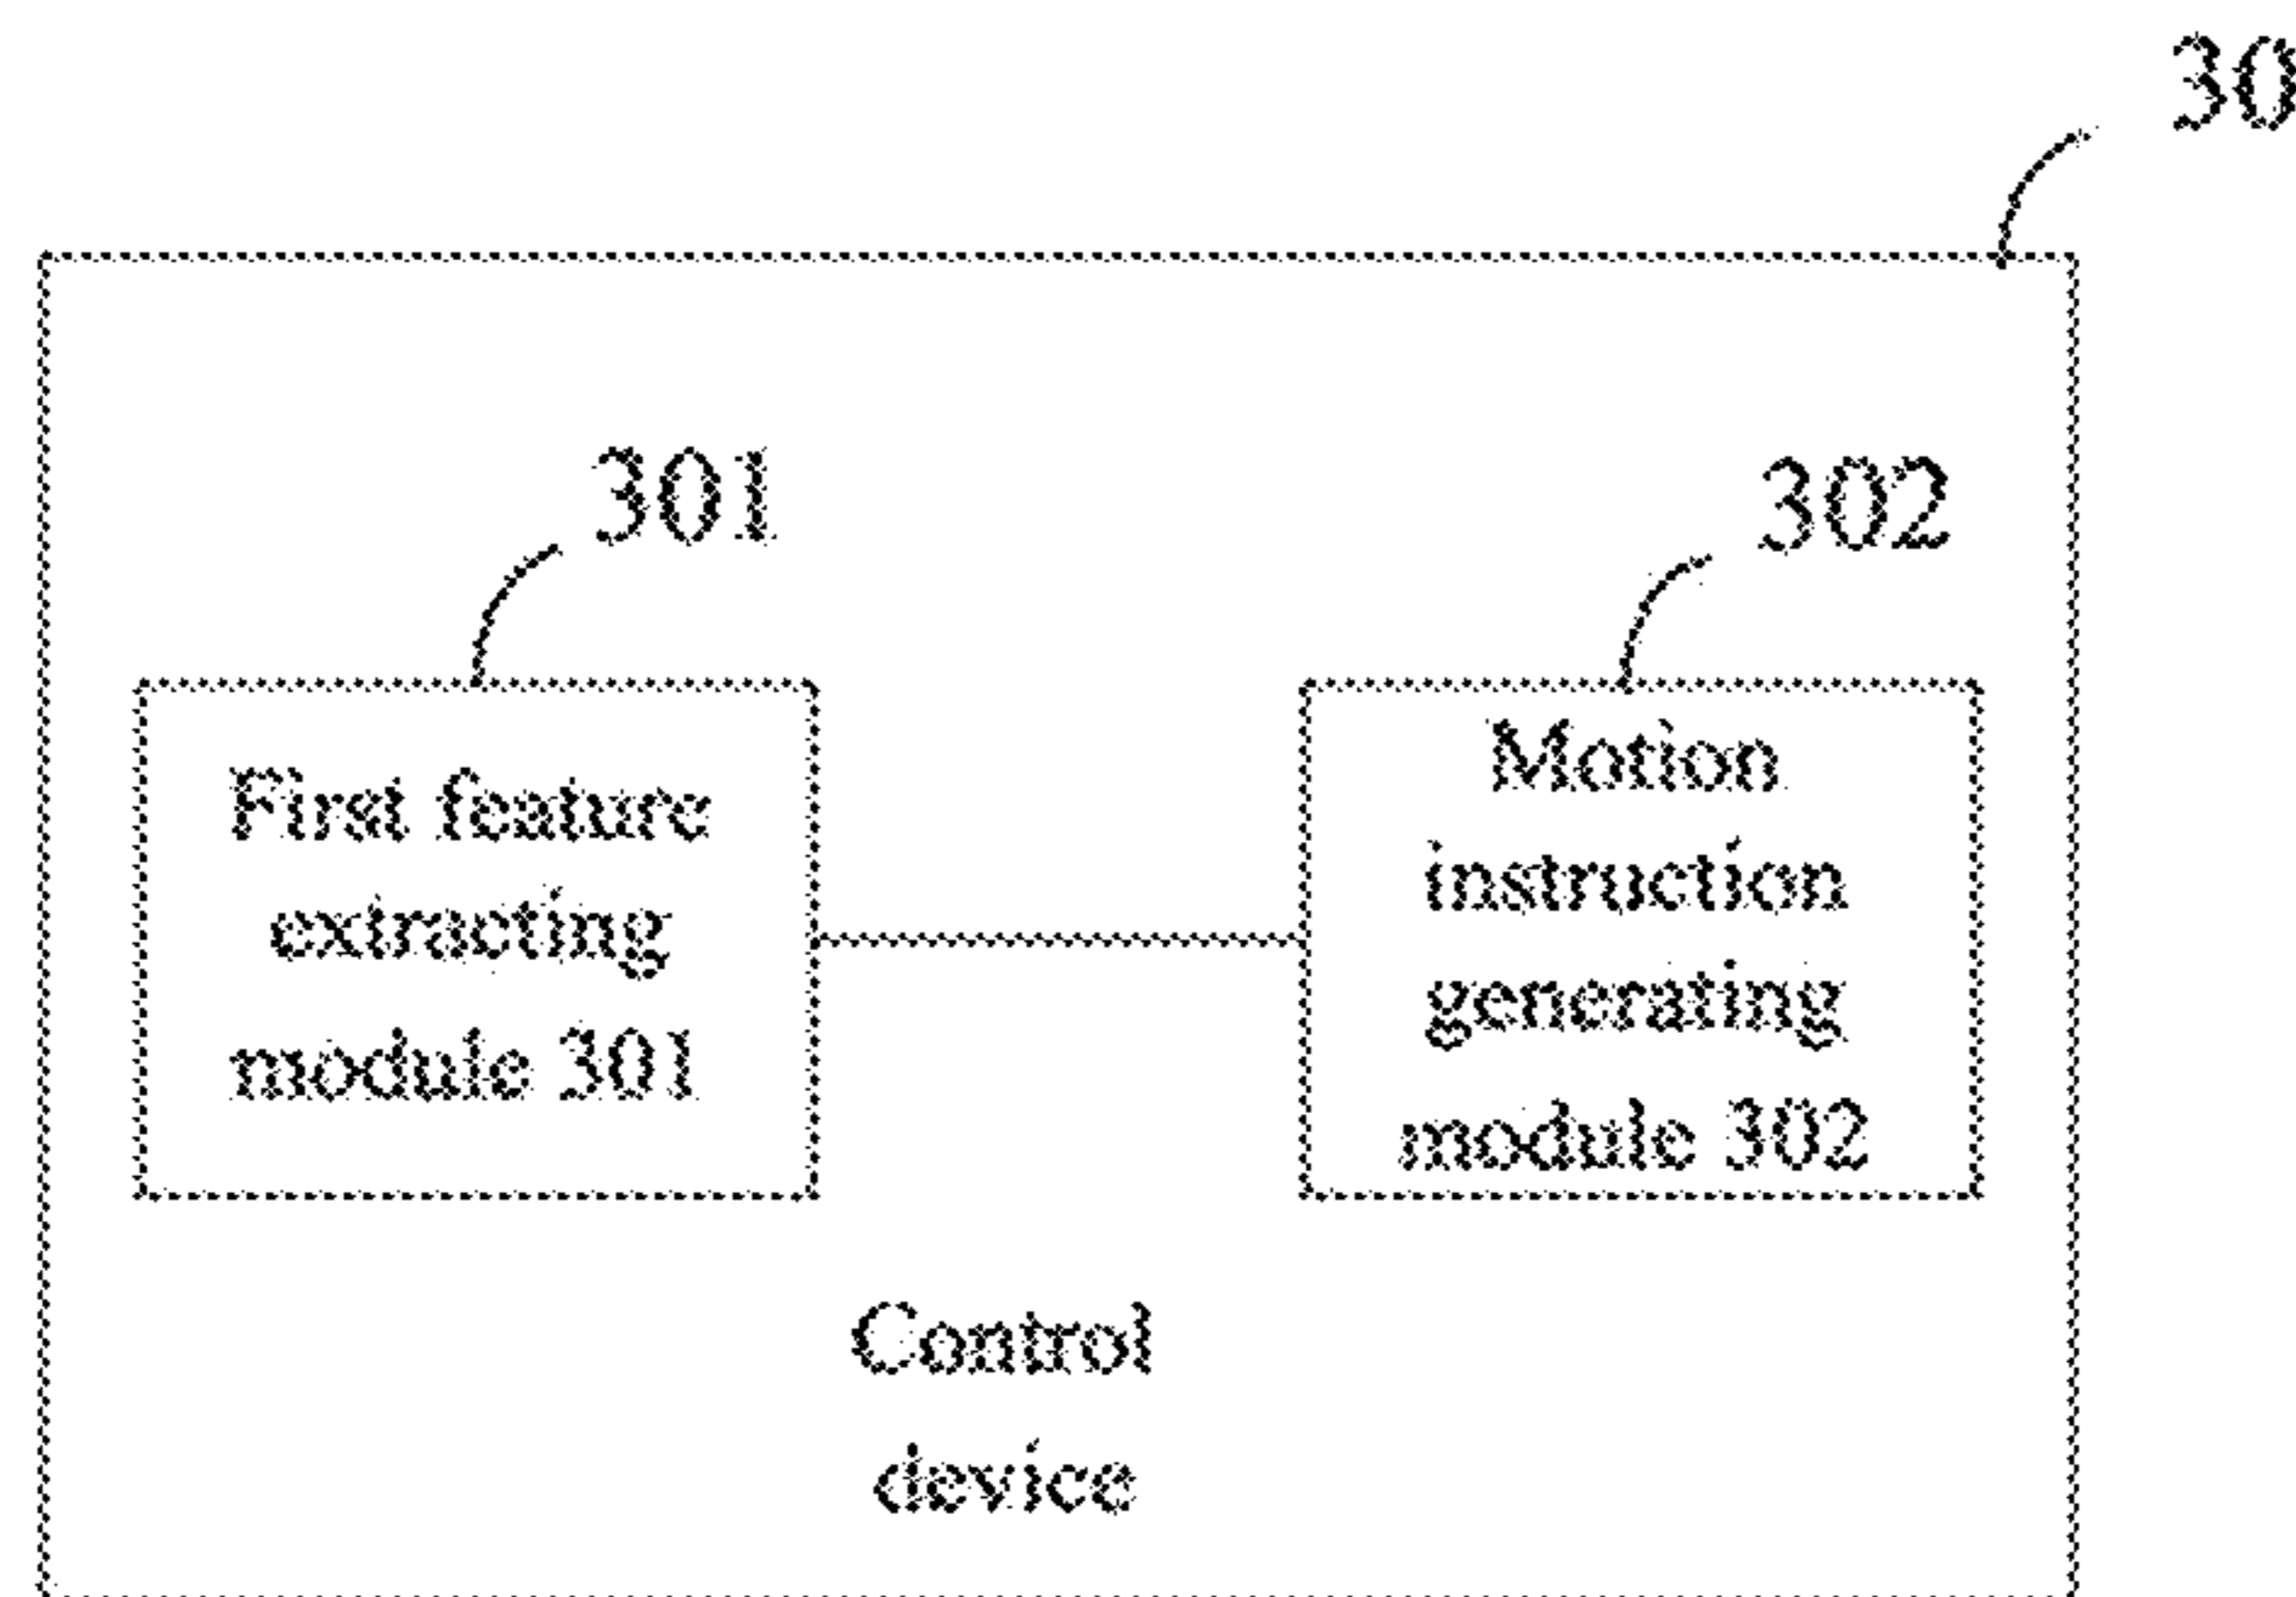 30
301
302
First feature
extracting
module 301
Motion
instruction
generating
module 302
Control
device